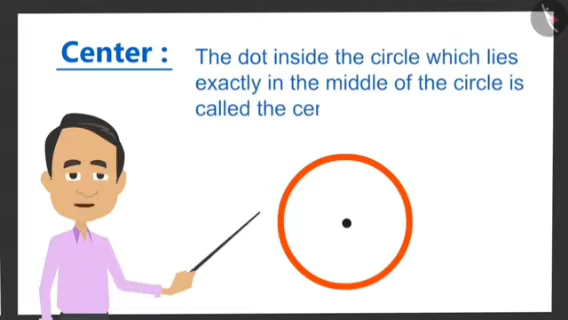 Center :
The dot inside the circle which lies
exactly in the middle of the circle is
called the cer